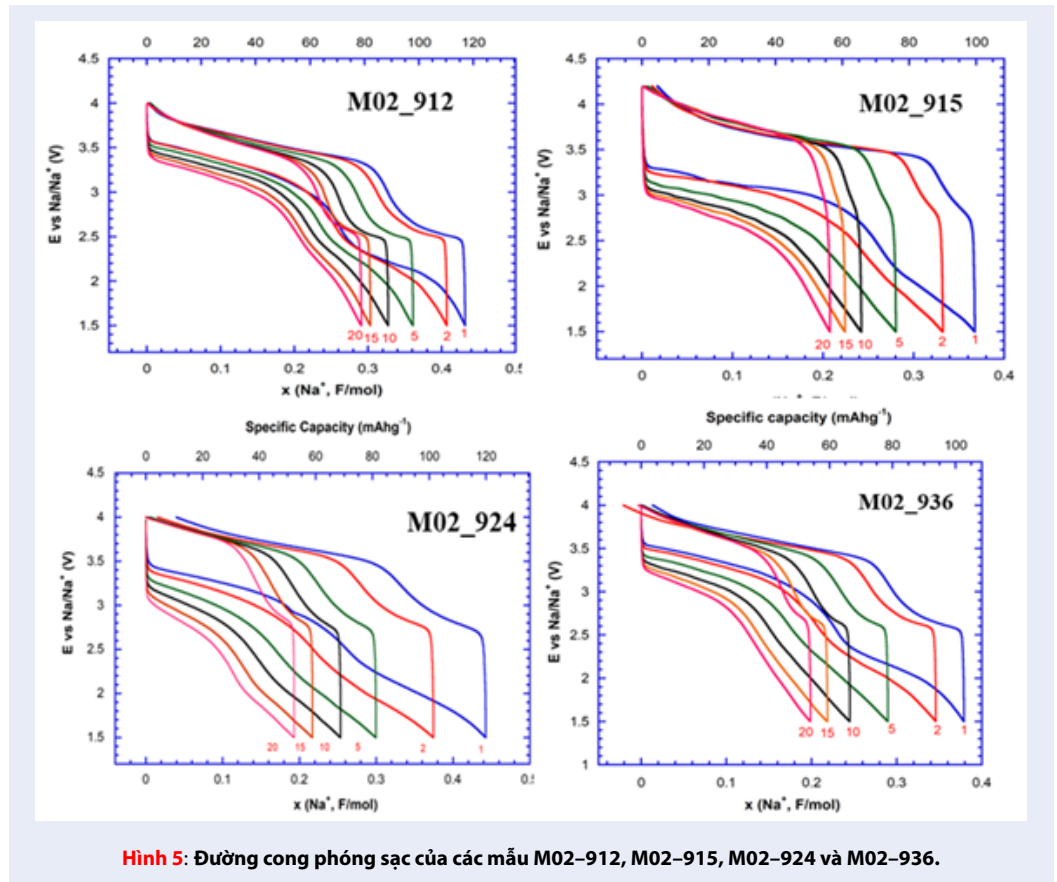 0 20 40 60 80 100 120
4.5
4
3.5
3
2.5
2
1.5
E vs Na/Na⁺ (V)
M02_912
20 15 10 5 2 1
0 0.1 0.2 0.3 0.4
x (Na⁺, F/mol)
0 20 40 60 80 100
4.5
4
3.5
3
2.5
2
1.5
E vs Na/Na⁺ (V)
M02_915
20 15 10 5 2 1
0 0.1 0.2 0.3 0.4
Specific Capacity (mAhg⁻¹)
0 20 40 60 80 100 120
4.5
4
3.5
3
2.5
2
1.5
E vs Na/Na⁺ (V)
M02_924
20 15 10 5 2 1
0 0.1 0.2 0.3 0.4
x (Na⁺, F/mol)
Specific capacity (mAhg⁻¹)
0 20 40 60 80 100
4.5
4
3.5
3
2.5
2
1.5
1
E vs Na/Na⁺ (V)
M02_936
20 15 10 5 2 1
0 0.1 0.2 0.3 0.4
x (Na⁺, F/mol)
Hình 5: Đường cong phóng sạc của các mẫu M02–912, M02–915, M02–924 và M02–936.